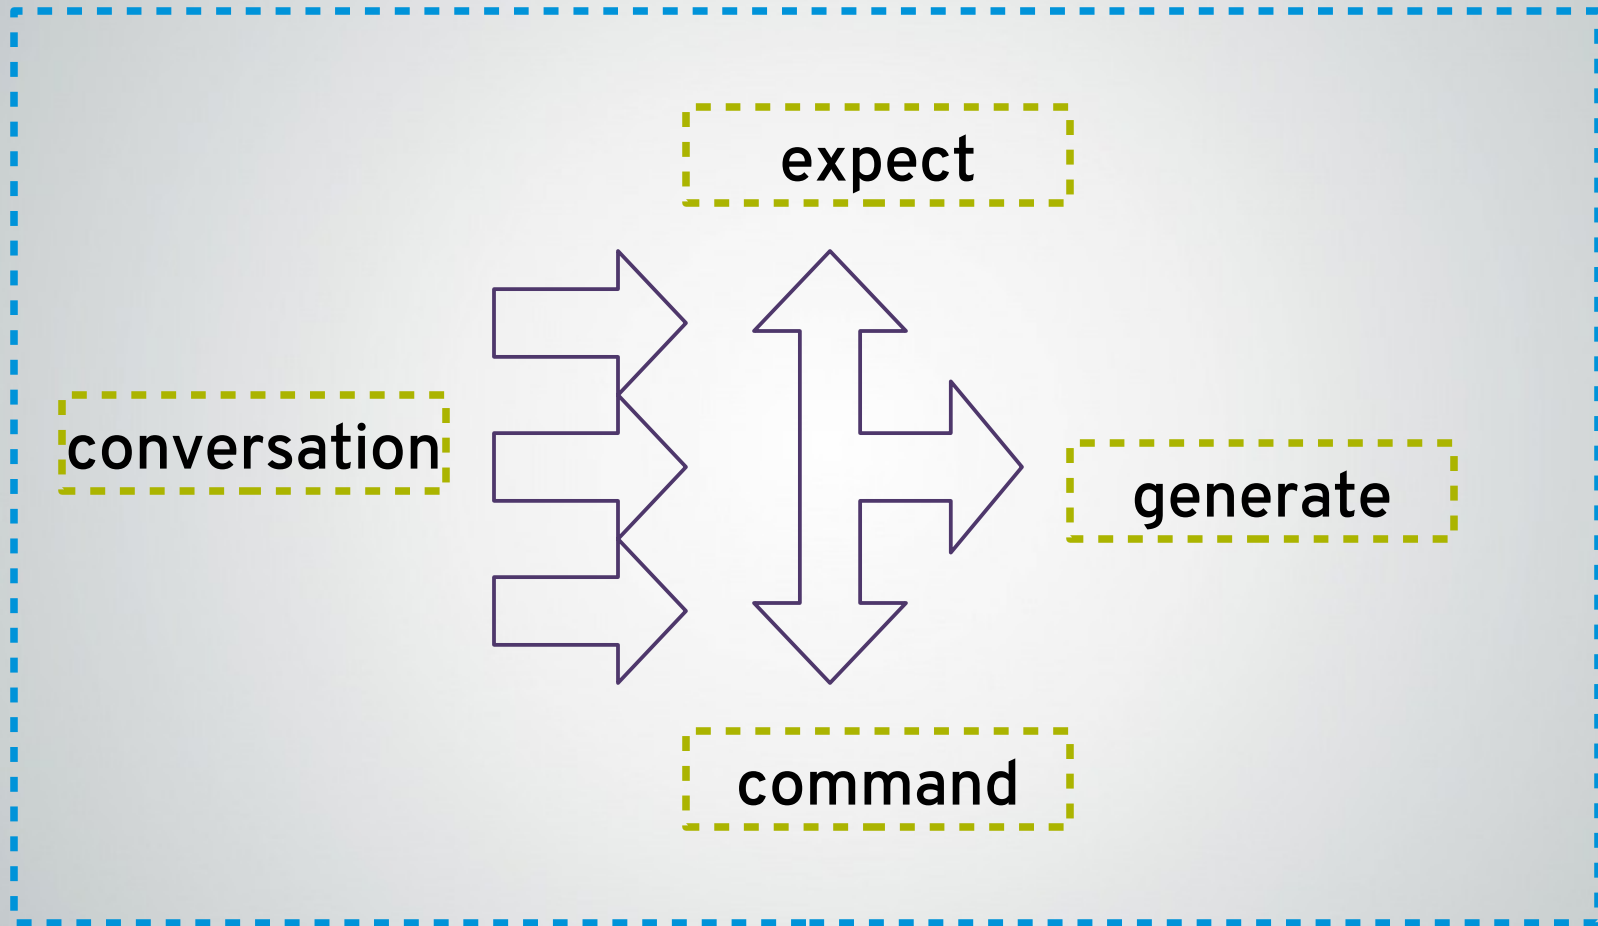 expect
conversation
generate
command